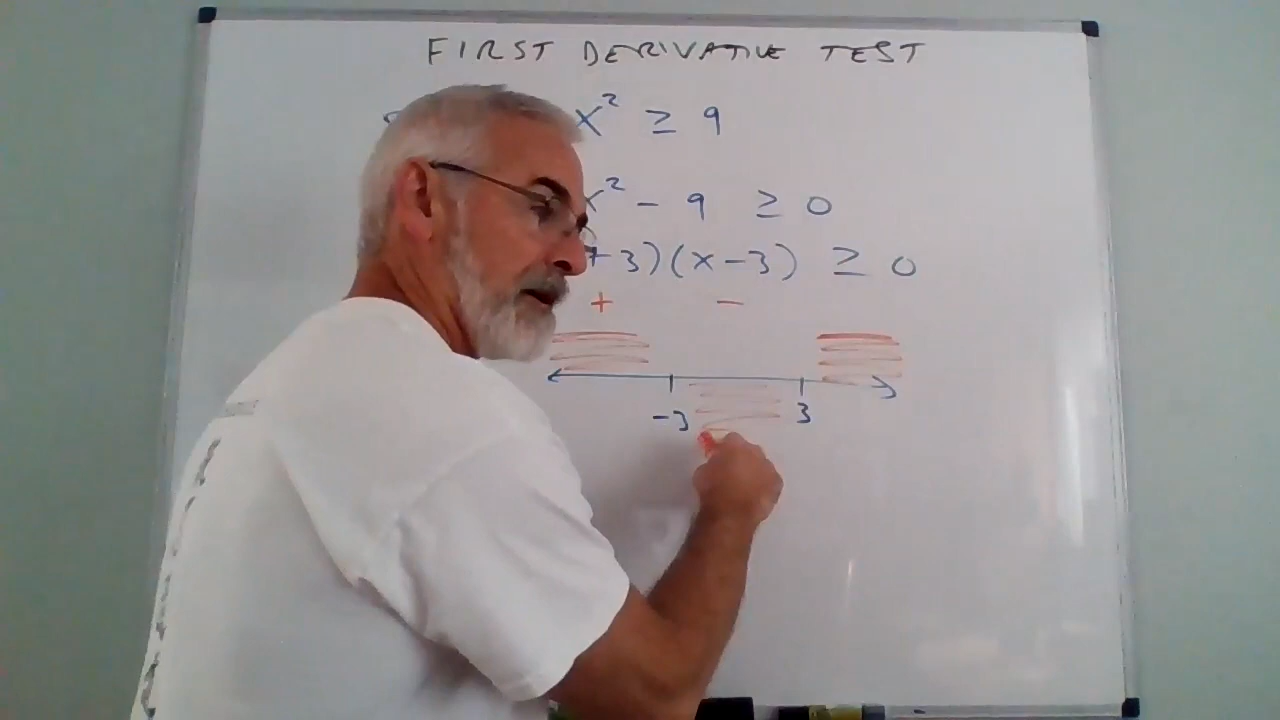 FIRST DERIVATIVE TEST
x² ≥ 9
x² - 9 ≥ 0
+ 3)(x - 3) ≥ 0
+ -
-3 3